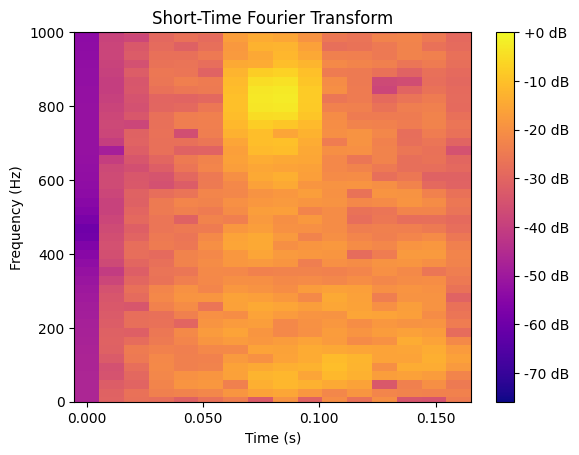 Short-Time Fourier Transform
1000
800
600
400
200
0
Frequency (Hz)
0.000
0.050
0.100
0.150
Time (s)
+0 dB
-10 dB
-20 dB
-30 dB
-40 dB
-50 dB
-60 dB
-70 dB